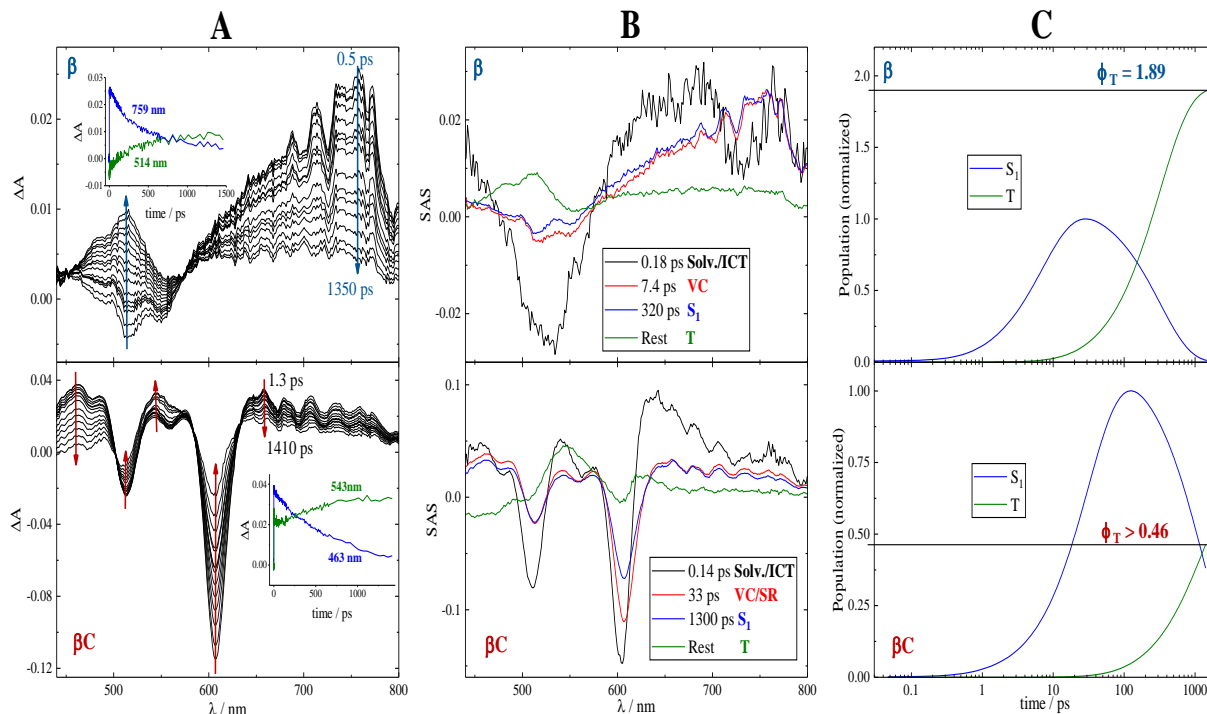 A
B
C
β
0.5 ps
0.03
0.02
0.01
0.00
-0.01
ΔA
759 nm
514 nm
0
500
1000
1500
time / ps
0.02
0.01
0.00
ΔA
1350 ps
0.04
0.00
-0.04
-0.08
-0.12
ΔA
1.3 ps
1410 ps
0.04
0.02
0.00
ΔA
543nm
463 nm
0
500
1000
time / ps
βC
500
600
700
800
λ / nm
β
0.02
0.00
-0.02
SAS
0.18 ps Solv./ICT
7.4 ps VC
320 ps S₁
Rest T
0.1
0.0
-0.1
SAS
0.14 ps Solv./ICT
33 ps VC/SR
1300 ps S₁
Rest T
βC
500
600
700
800
λ / nm
β
ϕT = 1.89
2.0
1.5
1.0
0.5
0.0
Population (normalized)
S₁
T
1.00
0.75
0.50
0.25
0.00
Population (normalized)
S₁
T
ϕT > 0.46
βC
0.1
1
10
100
1000
time / ps